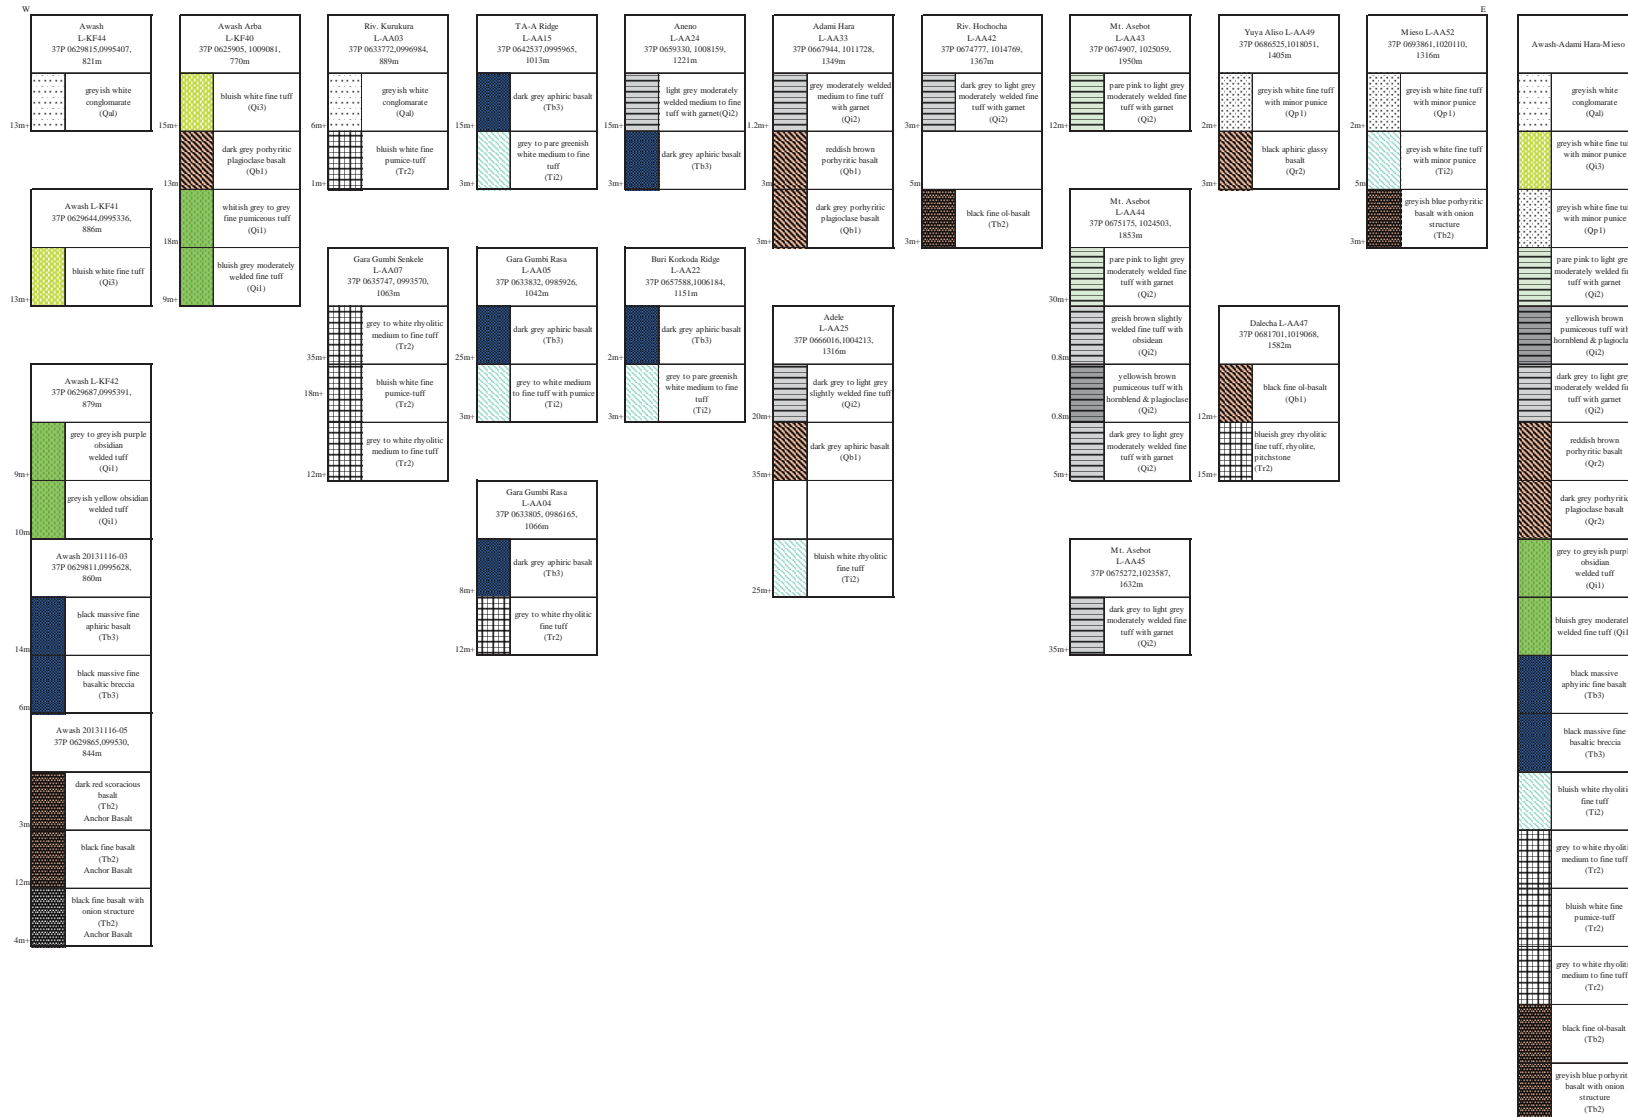 W
Awash
L-KF44
37P 0629815,0995407,
821m
greyish white
conglomarate
(Qal)
13m+
Awash L-KF41
37P 0629644,0995336,
886m
bluish white fine tuff
(Qi3)
13m+
Awash L-KF42
37P 0629687,0995391,
879m
grey to greyish purple
obsidian
welded tuff
(Qi1)
9m+
greyish yellow obsidian
welded tuff
(Qi1)
10m
Awash 20131116-03
37P 0629811,0995628,
860m
black massive fine
aphiric basalt
(Tb3)
14m
black massive fine
basaltic breccia
(Tb3)
6m
Awash 20131116-05
37P 0629865,099530,
844m
dark red scoracious
basalt
(Tb2)
Anchor Basalt
3m
black fine basalt
(Tb2)
Anchor Basalt
12m
black fine basalt with
onion structure
(Tb2)
Anchor Basalt
4m+
Awash Arba
L-KF40
37P 0625905, 1009081,
770m
bluish white fine tuff
(Qi3)
15m+
dark grey porphyritic
plagioclase basalt
(Qb1)
13m
whitish grey to grey
fine pumiceous tuff
(Qi1)
18m
bluish grey moderately
welded fine tuff
(Qi1)
9m+
Riv. Kurukura
L-AA03
37P 0633772,0996984,
889m
greyish white
conglomarate
(Qal)
6m+
bluish white fine
pumice-tuff
(Tr2)
1m+
Gara Gumbi Senkele
L-AA07
37P 0635747, 0993570,
1063m
grey to white rhyolitic
medium to fine tuff
(Tr2)
35m+
bluish white fine
pumice-tuff
(Tr2)
18m+
grey to white rhyolitic
medium to fine tuff
(Tr2)
12m+
TA-A Ridge
L-AA15
37P 0642537,0995965,
1013m
dark grey aphiric basalt
(Tb3)
15m+
grey to pare greenish
white medium to fine
tuff
(Ti2)
3m+
Gara Gumbi Rasa
L-AA05
37P 0633832, 0985926,
1042m
dark grey aphiric basalt
(Tb3)
25m+
grey to white medium
to fine tuff with pumice
(Ti2)
3m+
Gara Gumbi Rasa
L-AA04
37P 0633805, 0986165,
1066m
dark grey aphiric basalt
(Tb3)
8m+
grey to white rhyolitic
fine tuff
(Tr2)
12m+
Aneno
L-AA24
37P 0659330, 1008159,
1221m
light grey moderately
welded medium to fine
tuff with garnet(Qi2)
15m+
dark grey aphiric basalt
(Tb3)
3m+
Buri Korkoda Ridge
L-AA22
37P 0657588,1006184,
1151m
dark grey aphiric basalt
(Tb3)
2m+
grey to pare greenish
white medium to fine
tuff
(Ti2)
3m+
Adami Hara
L-AA33
37P 0667944, 1011728,
1349m
grey moderately welded
medium to fine tuff
with garnet
(Qi2)
1.2m+
reddish brown
porhyritic basalt
(Qb1)
3m
dark grey porhyritic
plagioclase basalt
(Qb1)
3m+
Adele
L-AA25
37P 0666016,1004213,
1316m
dark grey to light grey
slightly welded fine tuff
(Qi2)
20m+
dark grey aphiric basalt
(Qb1)
35m+
bluish white rhyolitic
fine tuff
(Ti2)
25m+
Riv. Hochocha
L-AA42
37P 0674777, 1014769,
1367m
dark grey to light grey
moderately welded fine
tuff with garnet
(Qi2)
3m+
5m
black fine ol-basalt
(Tb2)
3m+
Mt. Asebot
L-AA43
37P 0674907, 1025059,
1950m
pare pink to light grey
moderately welded fine
tuff with garnet
(Qi2)
12m+
Mt. Asebot
L-AA44
37P 0675175, 1024503,
1853m
pare pink to light grey
moderately welded fine
tuff with garnet
(Qi2)
30m+
greish brown slightly
welded fine tuff with
obsidean
(Qi2)
0.8m
yellowish brown
pumiceous tuff with
hornblend & plagioclase
(Qi2)
0.8m
dark grey to light grey
moderately welded fine
tuff with garnet
(Qi2)
5m+
Mt. Asebot
L-AA45
37P 0675272,1023587,
1632m
dark grey to light grey
moderately welded fine
tuff with garnet
(Qi2)
35m+
Yuya Aliso L-AA49
37P 0686525,1018051,
1405m
greyish white fine tuff
with minor punice
(Qp1)
2m+
black aphiric glassy
basalt
(Qr2)
3m+
Dalecha L-AA47
37P 0681701,1019068,
1582m
black fine ol-basalt
(Qb1)
12m+
blueish grey rhyolitic
fine tuff, rhyolite,
pitchstone
(Tr2)
15m+
E
Mieso L-AA52
37P 0693861,1020110,
1316m
greyish white fine tuff
with minor punice
(Qp1)
2m+
greyish white fine tuff
with minor punice
(Ti2)
5m
greyish blue porhyritic
basalt with onion
structure
(Tb2)
3m+
Awash-Adami Hara-Mieso
greyish white
conglomarate
(Qal)
greyish white fine
with minor punice
(Qi3)
greyish white fine
with minor punice
(Qp1)
pare pink to light grey
moderately welded
tuff with garnet
(Qi2)
yellowish brown
pumiceous tuff with
hornblend &
(Qi2)
dark grey to light grey
moderately welded
tuff with garnet
(Qi2)
reddish brown
porhyritic basalt
(Qr2)
dark grey porhyritic
plagioclase basalt
(Qr2)
grey to greyish
obsidian
welded tuff
(Qi1)
bluish grey
welded fine tuff
black massive
aphyiric fine basalt
(Tb3)
black massive fine
basaltic breccia
(Tb3)
bluish white
fine tuff
(Ti2)
grey to white
medium to fine tuff
(Tr2)
bluish white fine
pumice-tuff
(Tr2)
grey to white
medium to fine tuff
(Tr2)
black fine ol-basalt
(Tb2)
greyish blue
basalt with onion
structure
(Tb2)